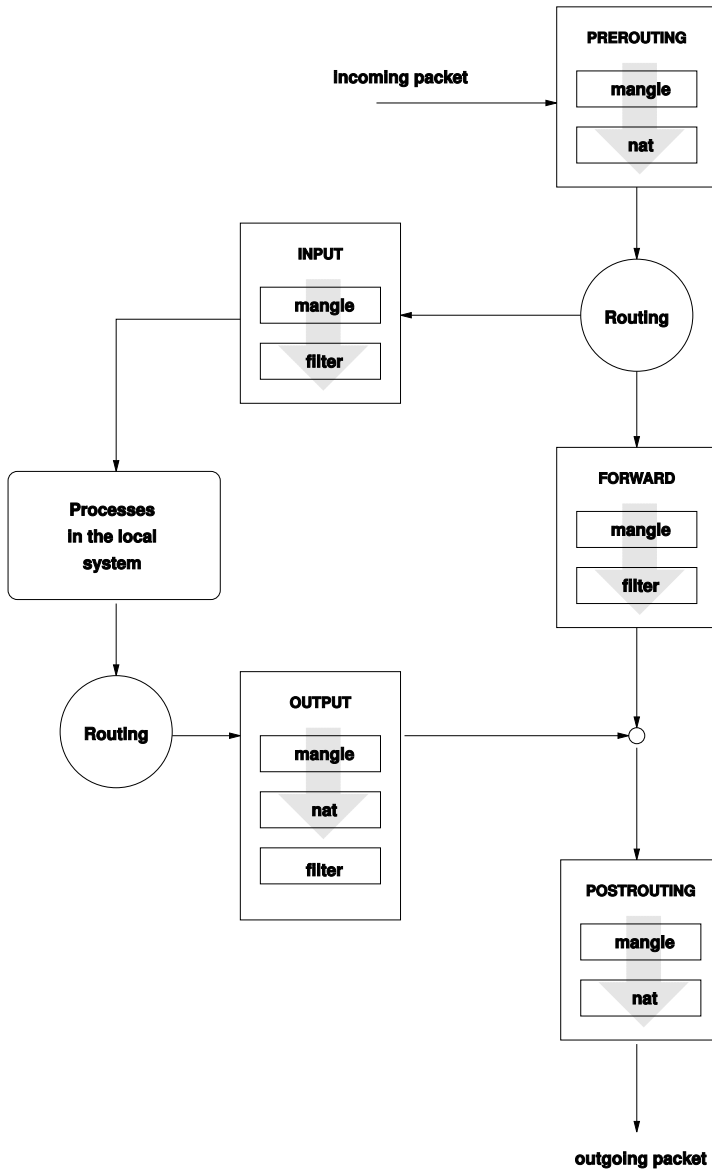 PREROUTING
incoming packet
mangle
nat
INPUT
mangle
filter
Routing
Processes
in the local
system
FORWARD
mangle
filter
Routing
OUTPUT
mangle
nat
filter
POSTROUTING
mangle
nat
outgoing packet